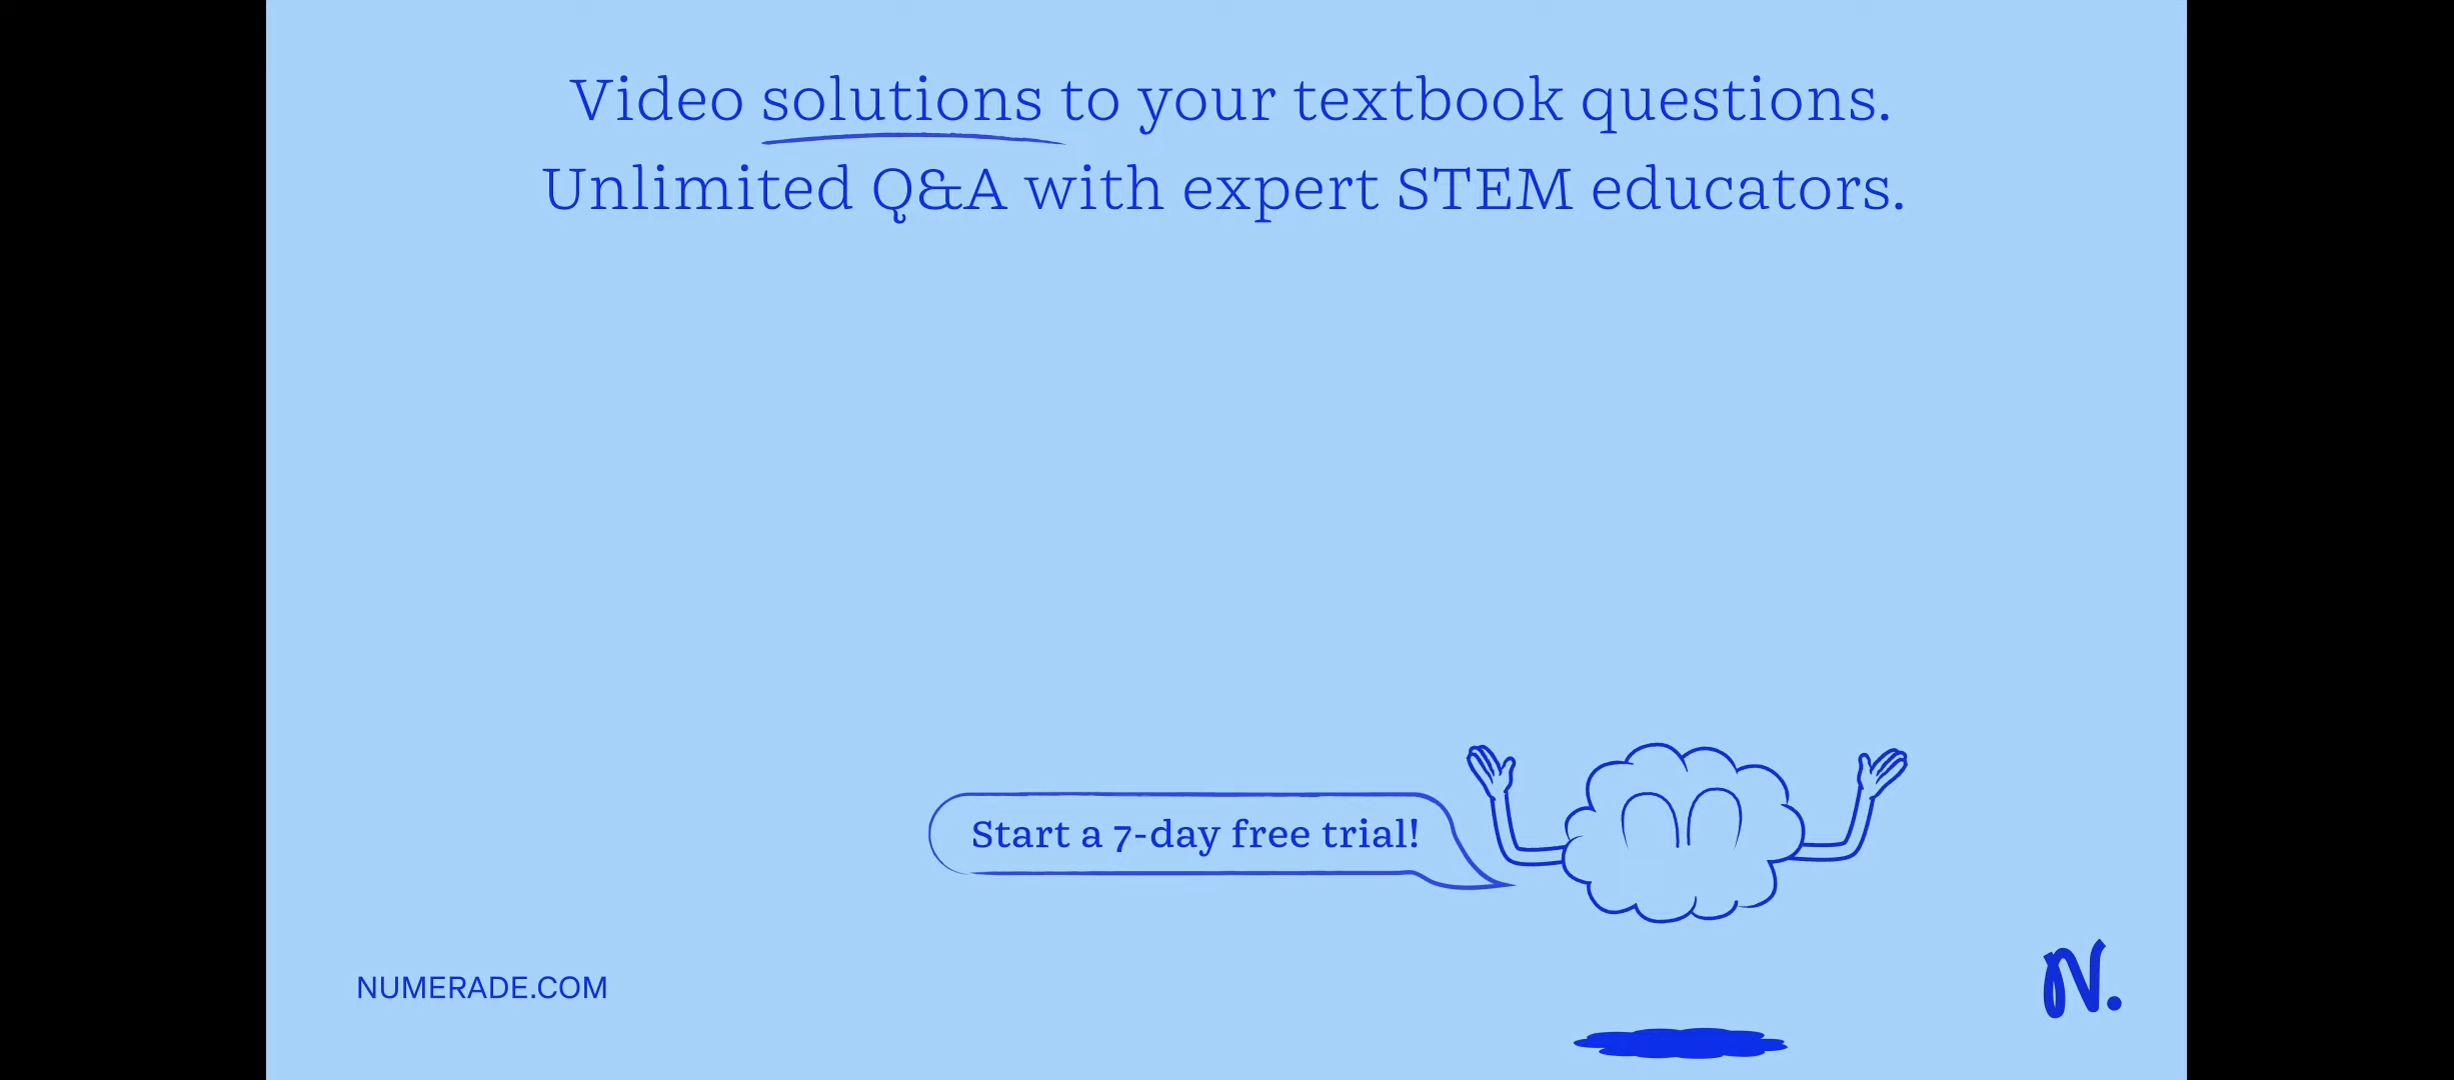 Video solutions to your textbook questions.
Unlimited Q&A with expert STEM educators.
Start a 7-day free trial!
NUMERADE.COM
N.